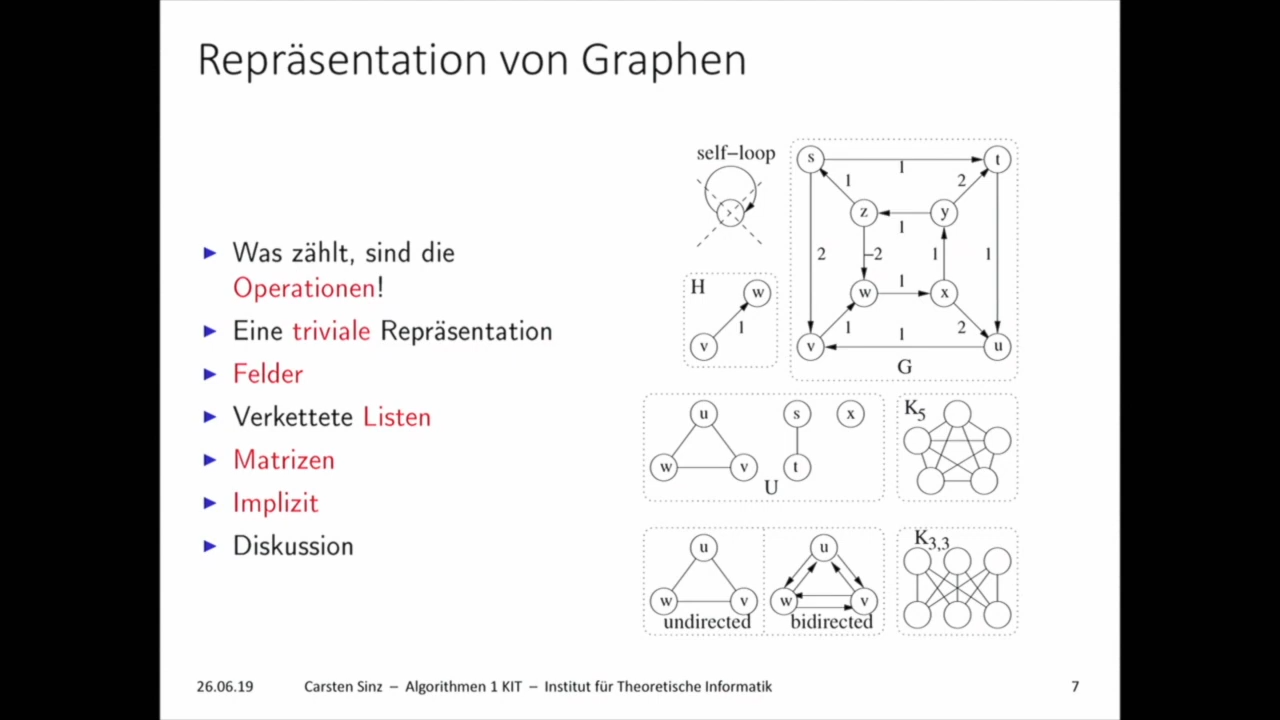 Repräsentation von Graphen
▶ Was zählt, sind die
Operationen!
▶ Eine triviale Repräsentation
▶ Felder
▶ Verkettete Listen
▶ Matrizen
▶ Implizit
▶ Diskussion
self–loop
H
w
1
v
s
1
t
1
2
z
y
1
2
–2
1
1
w
1
x
1
2
v
1
u
G
u
s
x
w
v
t
U
K5
u
w
v
undirected
u
w
v
bidirected
K3,3
26.06.19 Carsten Sinz – Algorithmen 1 KIT – Institut für Theoretische Informatik 7